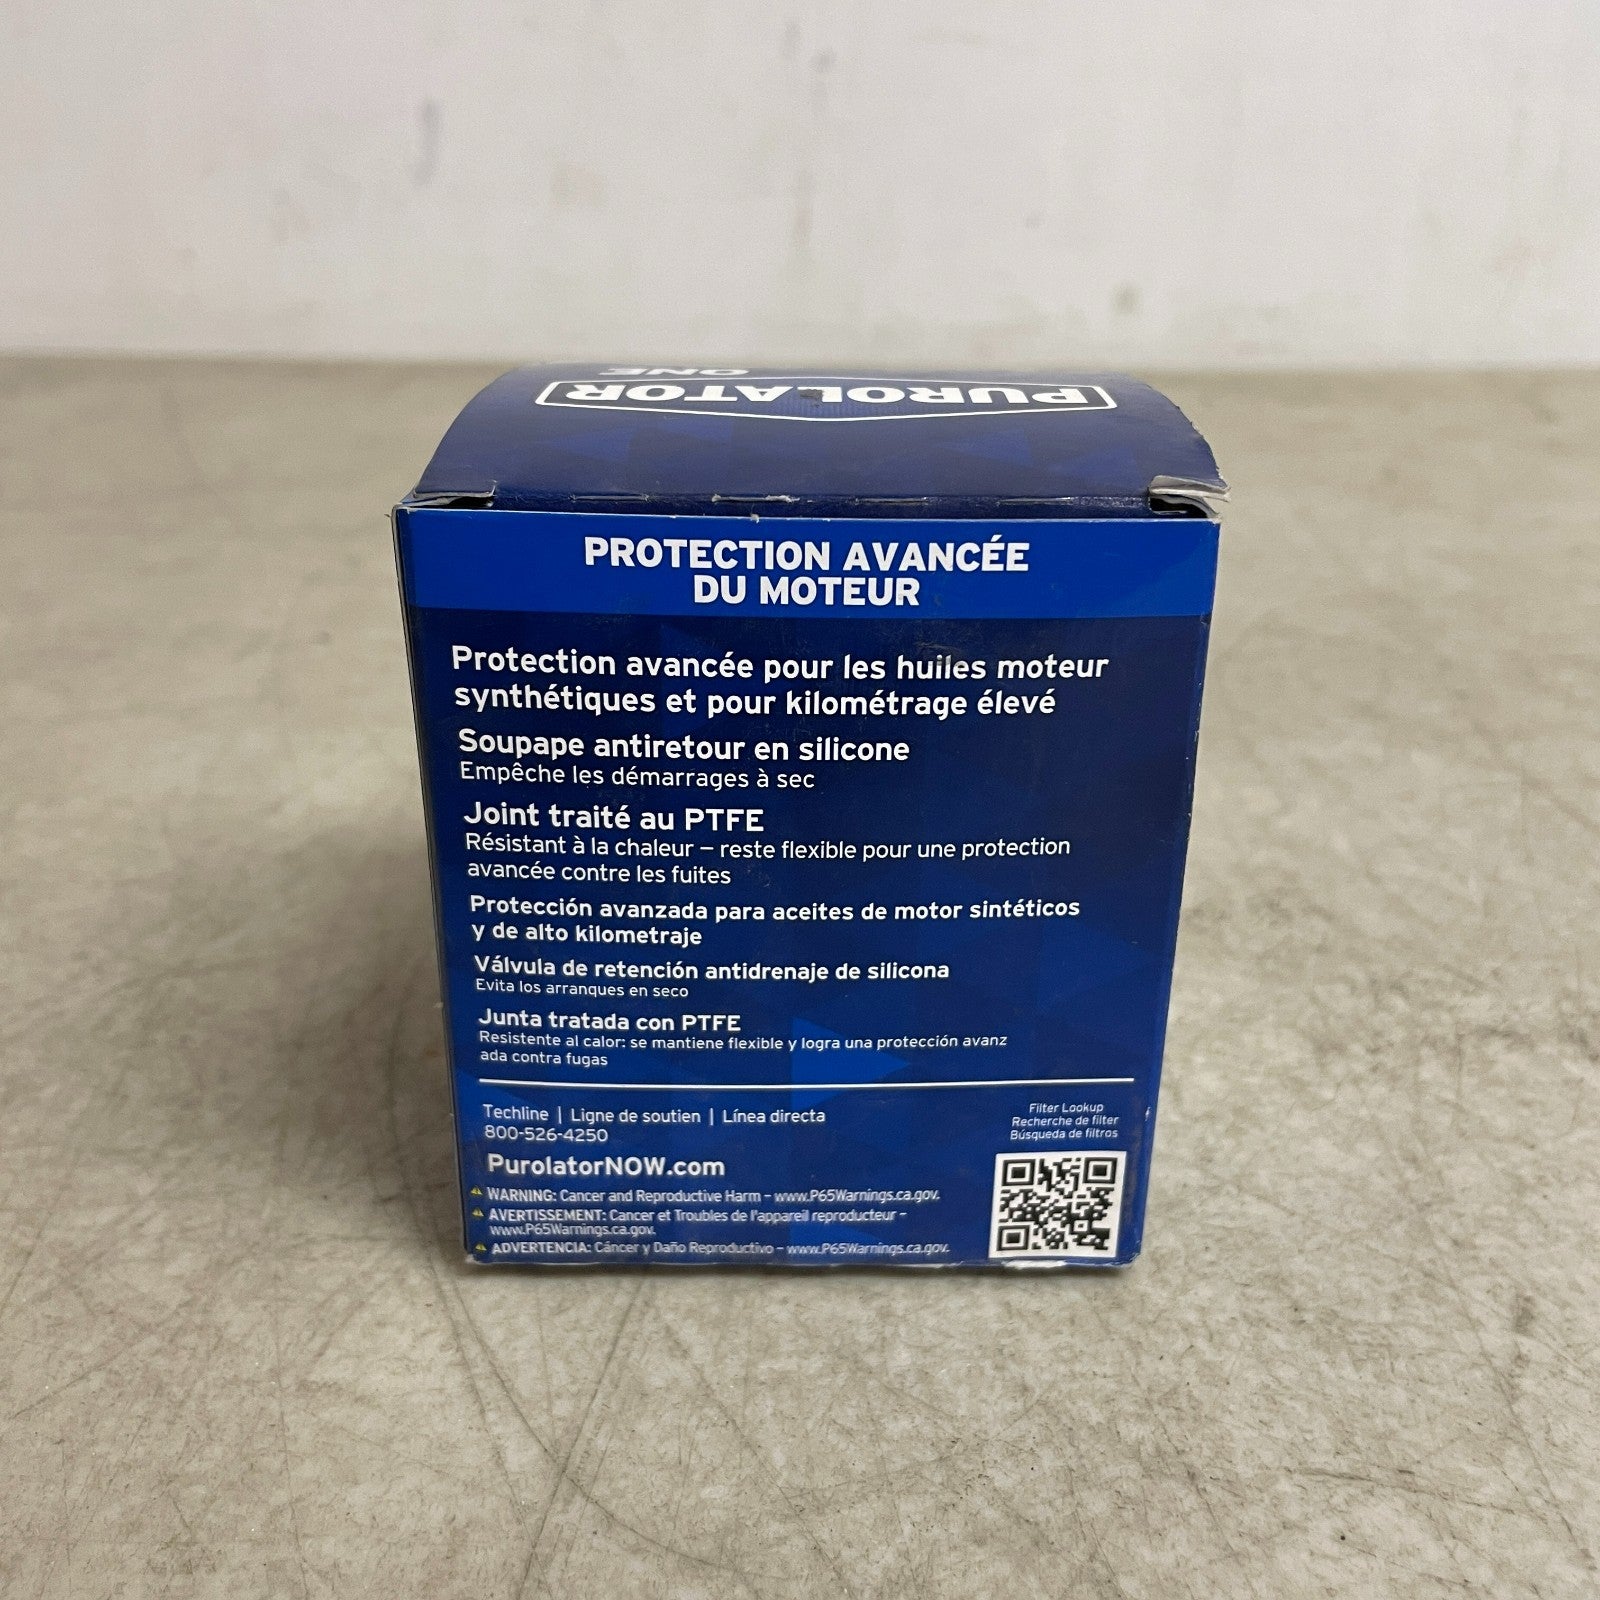 ONE
PUROLATOR
PROTECTION AVANCÉE
DU MOTEUR
Protection avancée pour les huiles moteur
synthétiques et pour kilométrage élevé
Soupape antiretour en silicone
Empêche les démarrages à sec
Joint traité au PTFE
Résistant à la chaleur – reste flexible pour une protection
avancée contre les fuites
Protección avanzada para aceites de motor sintéticos
y de alto kilometraje
Válvula de retención antidrenaje de silicona
Evita los arranques en seco
Junta tratada con PTFE
Resistente al calor: se mantiene flexible y logra una protección avanz
ada contra fugas
Techline | Ligne de soutien | Línea directa
800-526-4250
PurolatorNOW.com
WARNING: Cancer and Reproductive Harm – www.P65Warnings.ca.gov.
AVERTISSEMENT: Cancer et Troubles de l'appareil reproducteur –
www.P65Warnings.ca.gov.
ADVERTENCIA: Cáncer y Daño Reproductivo – www.P65Warnings.ca.gov.
Filter Lookup
Recherche de filter
Búsqueda de filtros